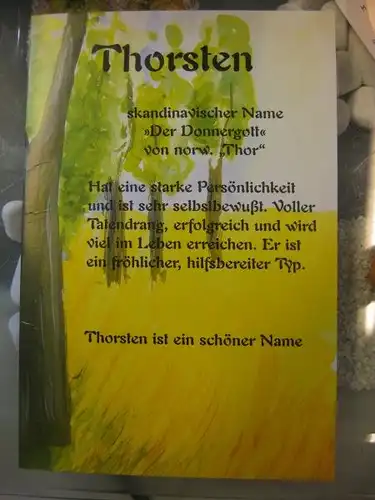 Thorsten
skandinavischer Name
»Der Donnergott«
von norw. „Thor“
Hat eine starke Persönlichkeit
und ist sehr selbstbewußt. Voller
Tatendrang, erfolgreich und wird
viel im Leben erreichen. Er ist
ein fröhlicher, hilfsbereiter Typ.
Thorsten ist ein schöner Name